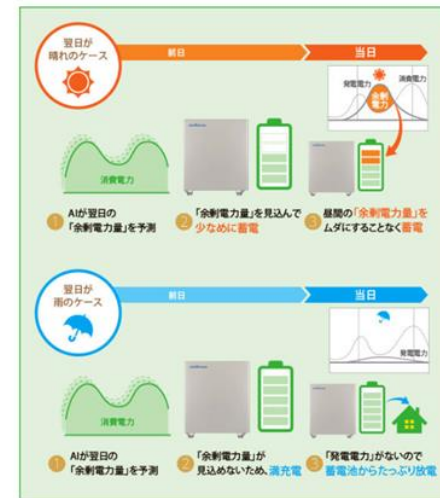 翌日が
晴れのケース
前日
当日
発電電力
消費電力
余剰
電力
消費電力
1 AIが翌日の
「余剰電力量」を予測
2 「余剰電力量」を見込んで
少なめに蓄電
3 昼間の「余剰電力量」を
ムダにすることなく蓄電
翌日が
雨のケース
前日
当日
発電電力
消費電力
1 AIが翌日の
「余剰電力量」を予測
2 「余剰電力量」が
見込めないため、満充電
3 「発電電力」がないので
蓄電池からたっぷり放電